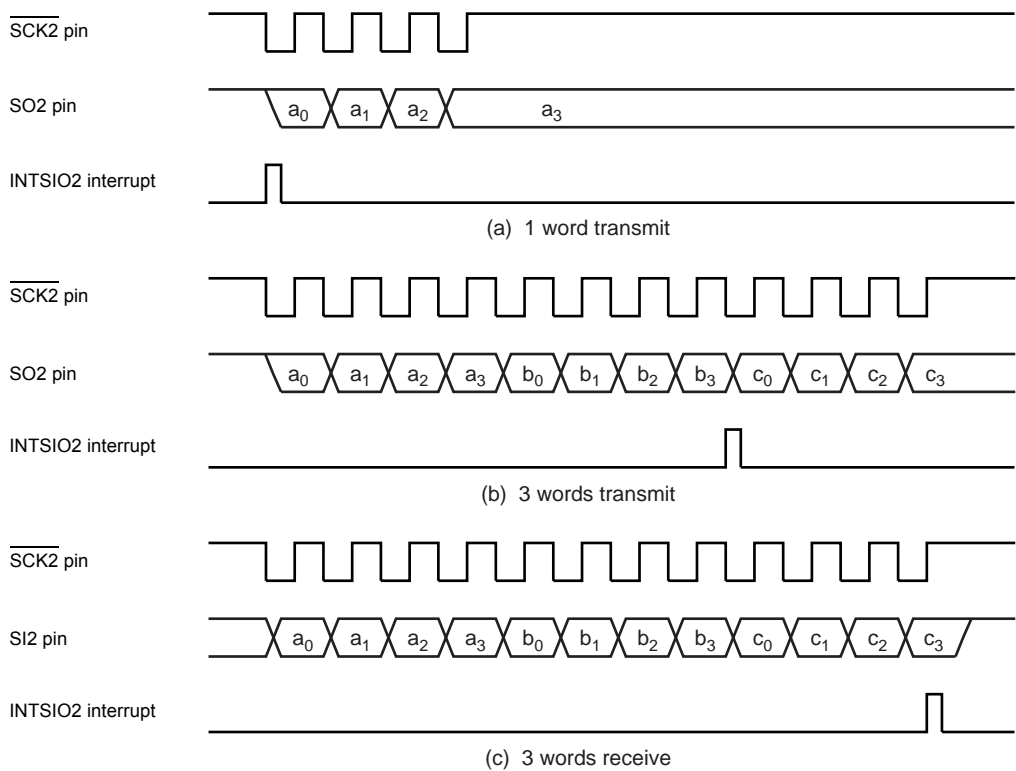 SCK2 pin
SO2 pin
a0 a1 a2 a3
INTSIO2 interrupt
(a) 1 word transmit
SCK2 pin
SO2 pin
a0 a1 a2 a3 b0 b1 b2 b3 c0 c1 c2 c3
INTSIO2 interrupt
(b) 3 words transmit
SCK2 pin
SI2 pin
a0 a1 a2 a3 b0 b1 b2 b3 c0 c1 c2 c3
INTSIO2 interrupt
(c) 3 words receive